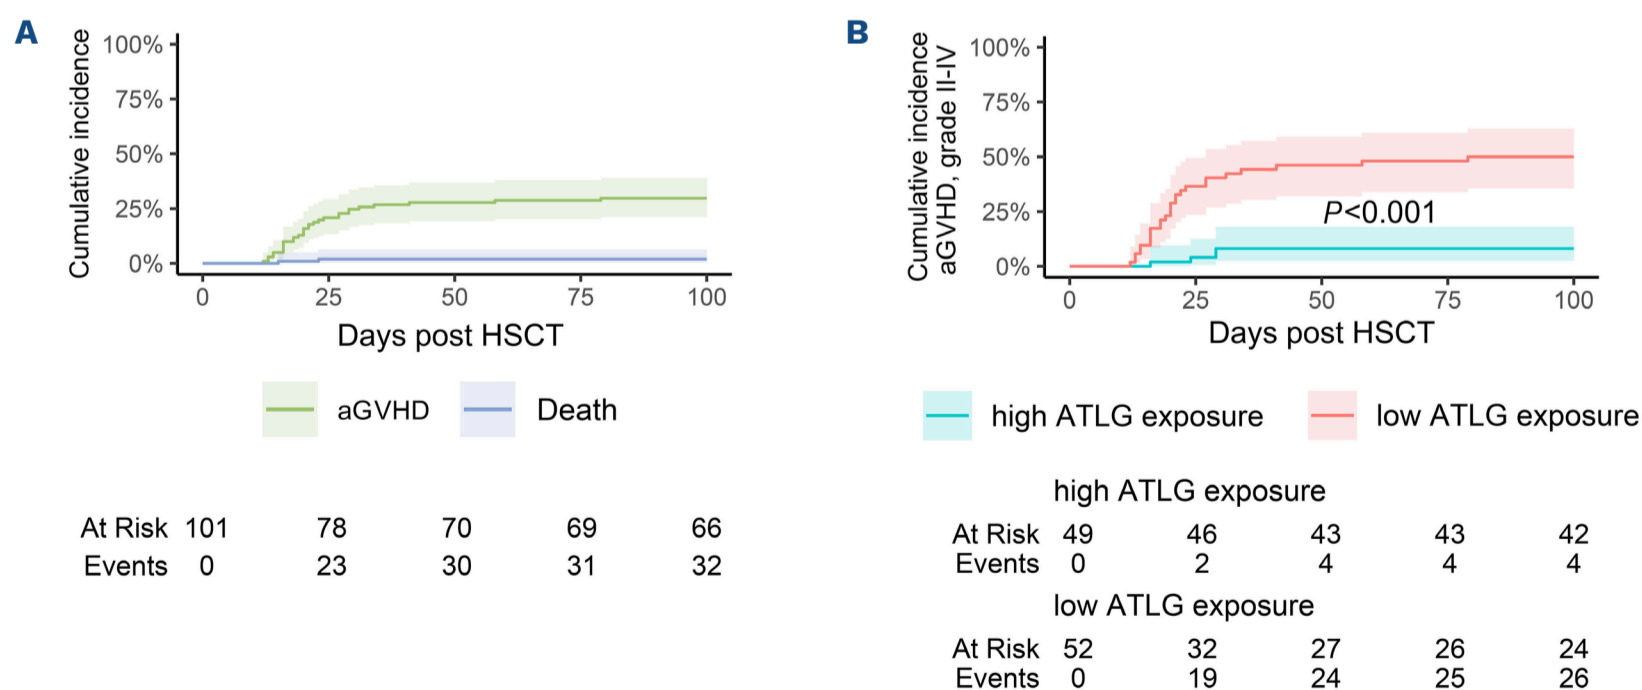 A
Cumulative incidence
100%
75%
50%
25%
0%
0 25 50 75 100
Days post HSCT
aGVHD Death
At Risk 101 78 70 69 66
Events 0 23 30 31 32
B
Cumulative incidence
aGVHD, grade II-IV
100%
75%
50%
25%
0%
P<0.001
0 25 50 75 100
Days post HSCT
high ATLG exposure low ATLG exposure
high ATLG exposure
At Risk 49 46 43 43 42
Events 0 2 4 4 4
low ATLG exposure
At Risk 52 32 27 26 24
Events 0 19 24 25 26